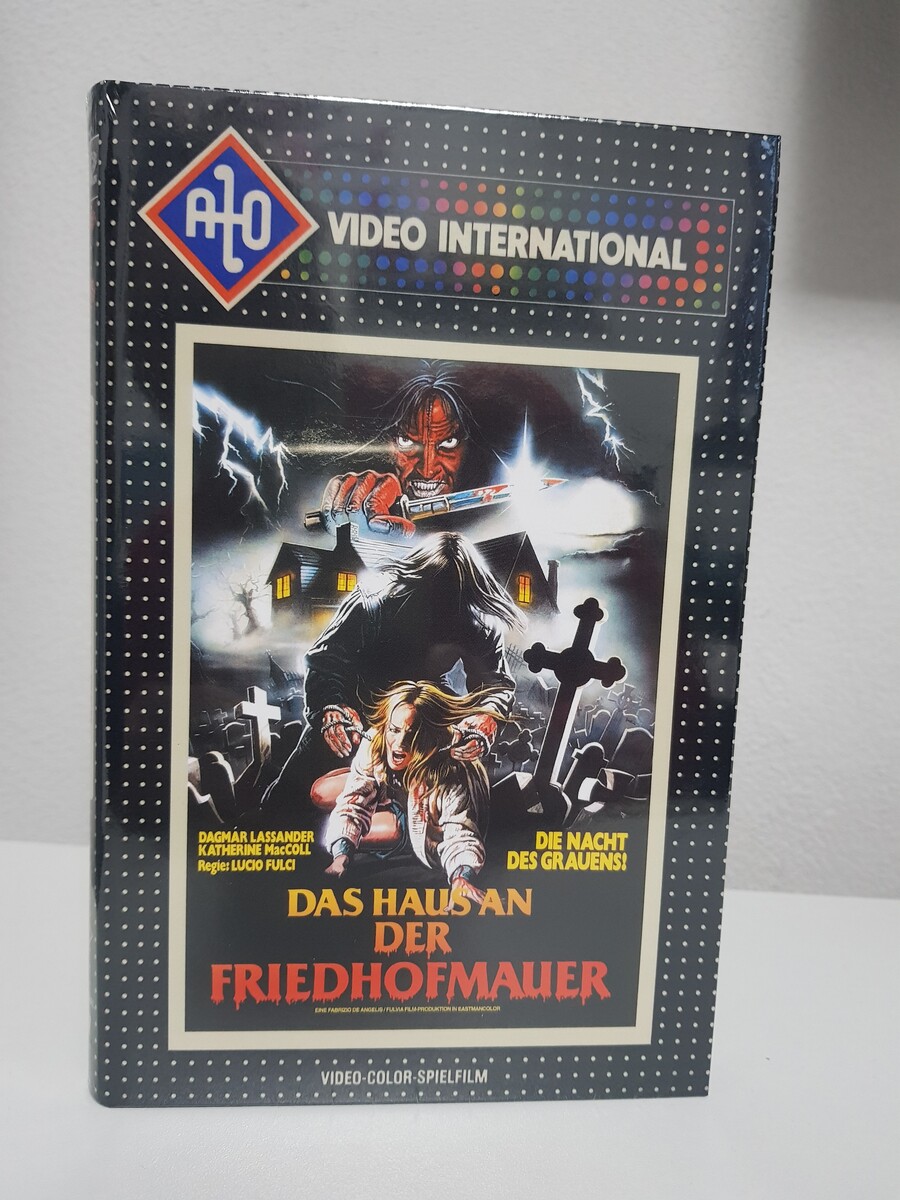 ALO
VIDEO INTERNATIONAL
DAGMAR LASSANDER
KATHERINE MacCOLL
Regie: LUCIO FULCI
DIE NACHT
DES GRAUENS!
DAS HAUS AN
DER
FRIEDHOFMAUER
EINE FABRIZIO DE ANGELIS / FULVIA FILM-PRODUKTION IN EASTMANCOLOR
VIDEO-COLOR-SPIELFILM